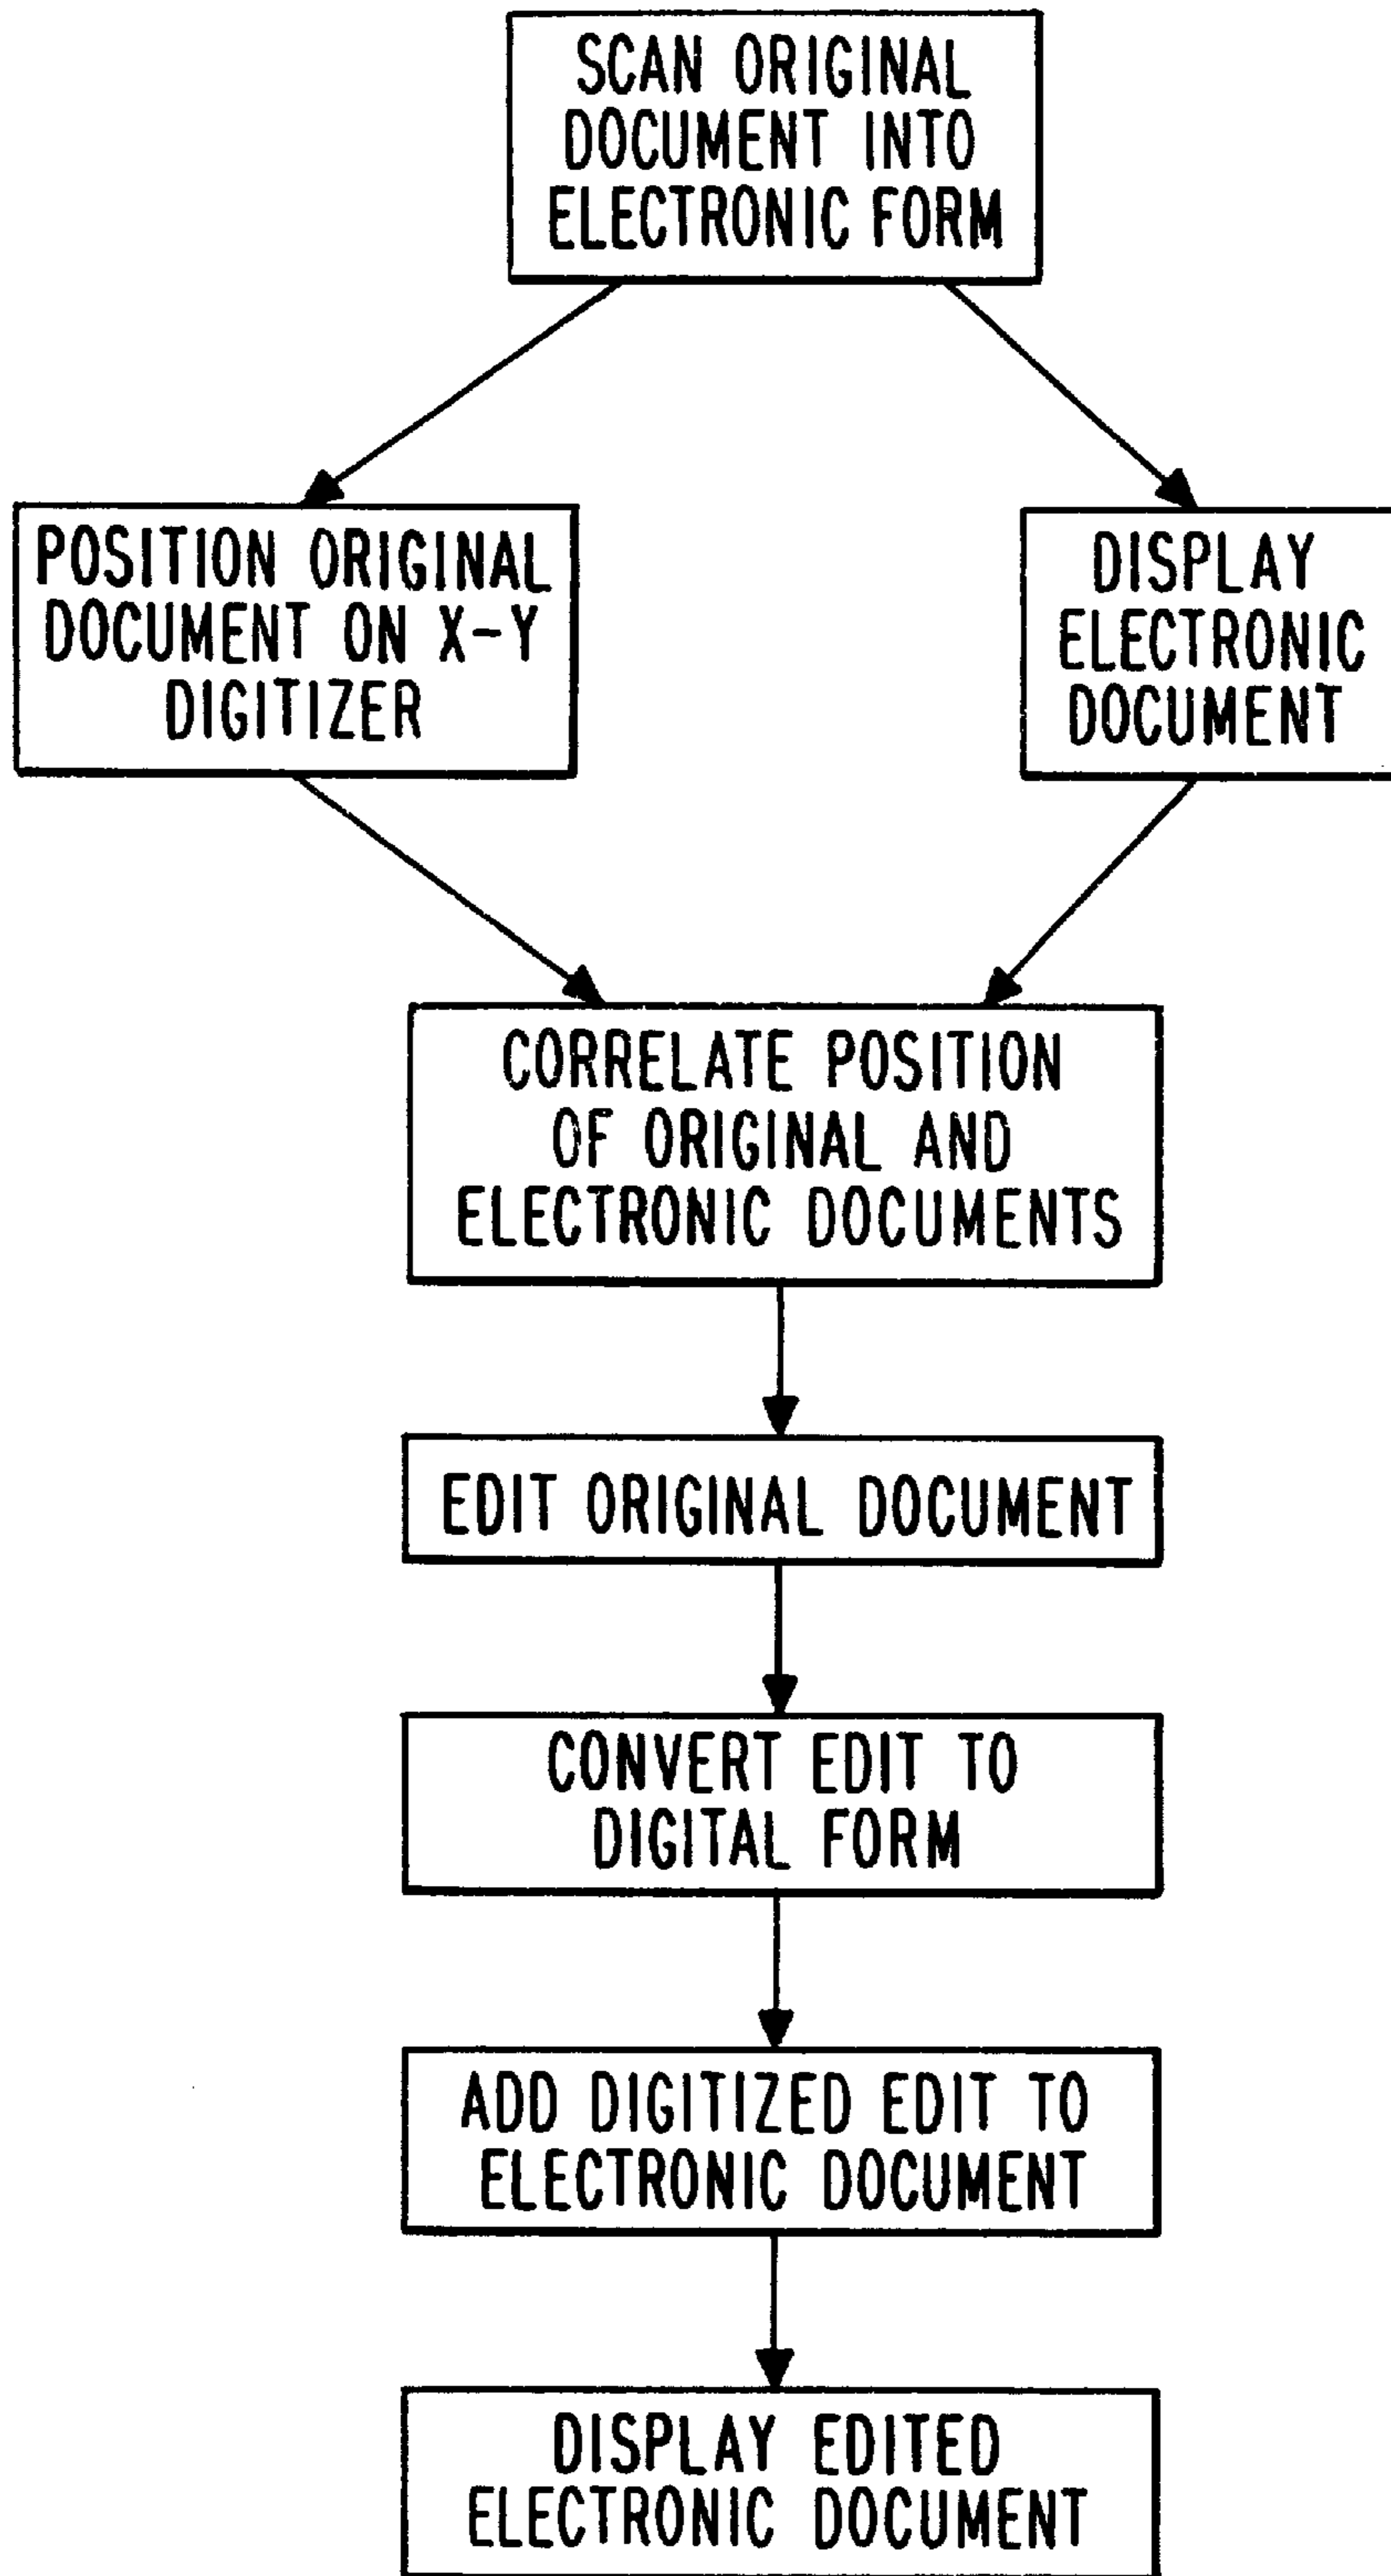 SCAN ORIGINAL
DOCUMENT INTO
ELECTRONIC FORM
POSITION ORIGINAL
DOCUMENT ON X-Y
DIGITIZER
DISPLAY
ELECTRONIC
DOCUMENT
CORRELATE POSITION
OF ORIGINAL AND
ELECTRONIC DOCUMENTS
EDIT ORIGINAL DOCUMENT
CONVERT EDIT TO
DIGITAL FORM
ADD DIGITIZED EDIT TO
ELECTRONIC DOCUMENT
DISPLAY EDITED
ELECTRONIC DOCUMENT